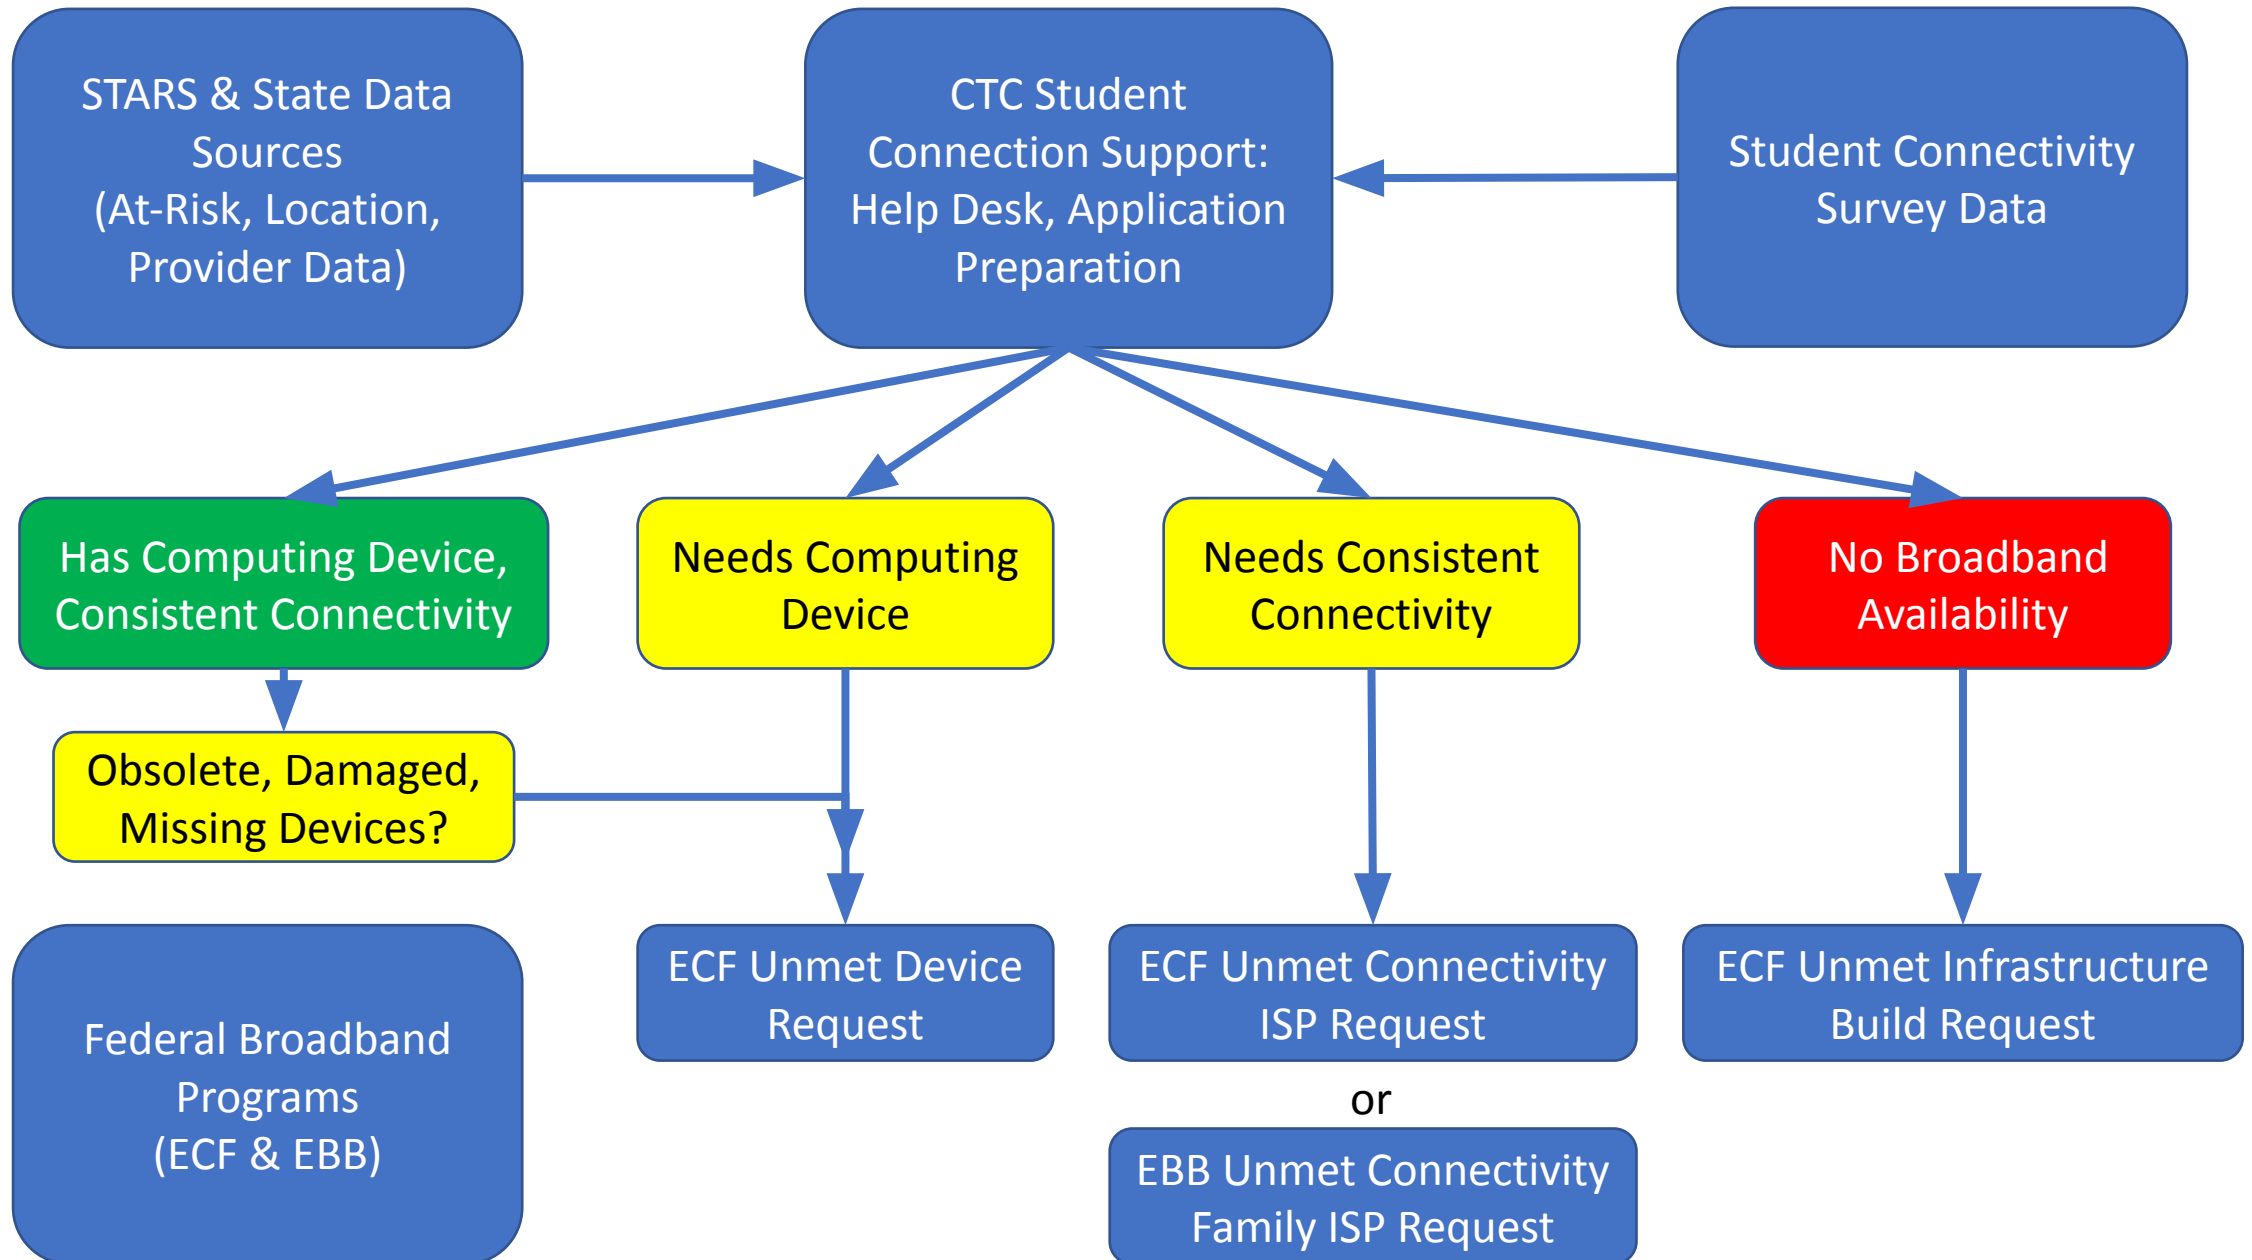 STARS & State Data
Sources
(At-Risk, Location,
Provider Data)
CTC Student
Connection Support:
Help Desk, Application
Preparation
Student Connectivity
Survey Data
Has Computing Device,
Consistent Connectivity
Needs Computing
Device
Needs Consistent
Connectivity
No Broadband
Availability
Obsolete, Damaged,
Missing Devices?
Federal Broadband
Programs
(ECF & EBB)
ECF Unmet Device
Request
ECF Unmet Connectivity
ISP Request
or
EBB Unmet Connectivity
Family ISP Request
ECF Unmet Infrastructure
Build Request